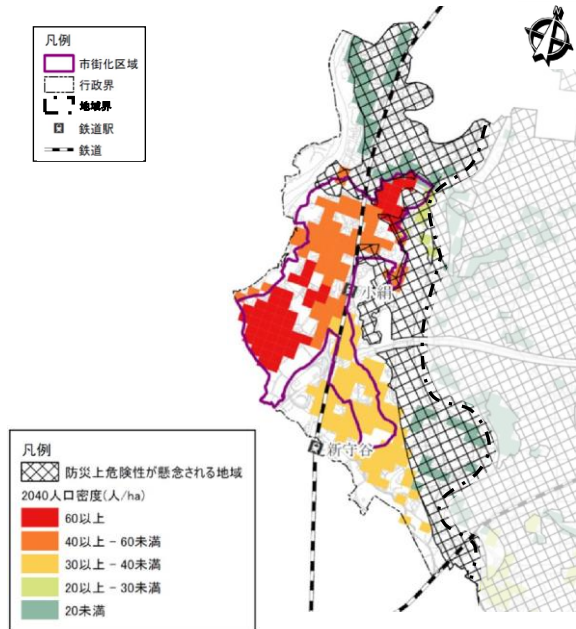 凡例
市街化区域
行政界
地域界
鉄道駅
鉄道
小絹
新守谷
凡例
防災上危険性が懸念される地域
2040人口密度(人/ha)
60以上
40以上 - 60未満
30以上 - 40未満
20以上 - 30未満
20未満